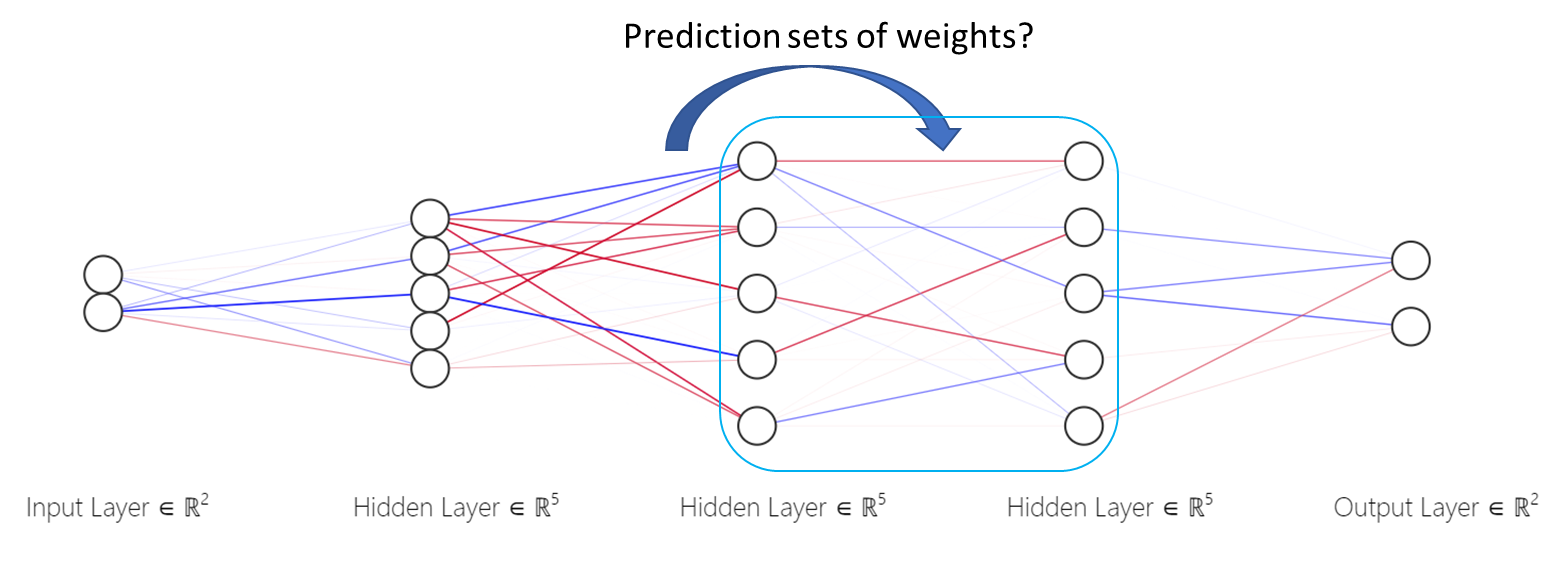 Prediction sets of weights?
Input Layer ∈ ℝ²
Hidden Layer ∈ ℝ⁵
Hidden Layer ∈ ℝ⁵
Hidden Layer ∈ ℝ⁵
Output Layer ∈ ℝ²